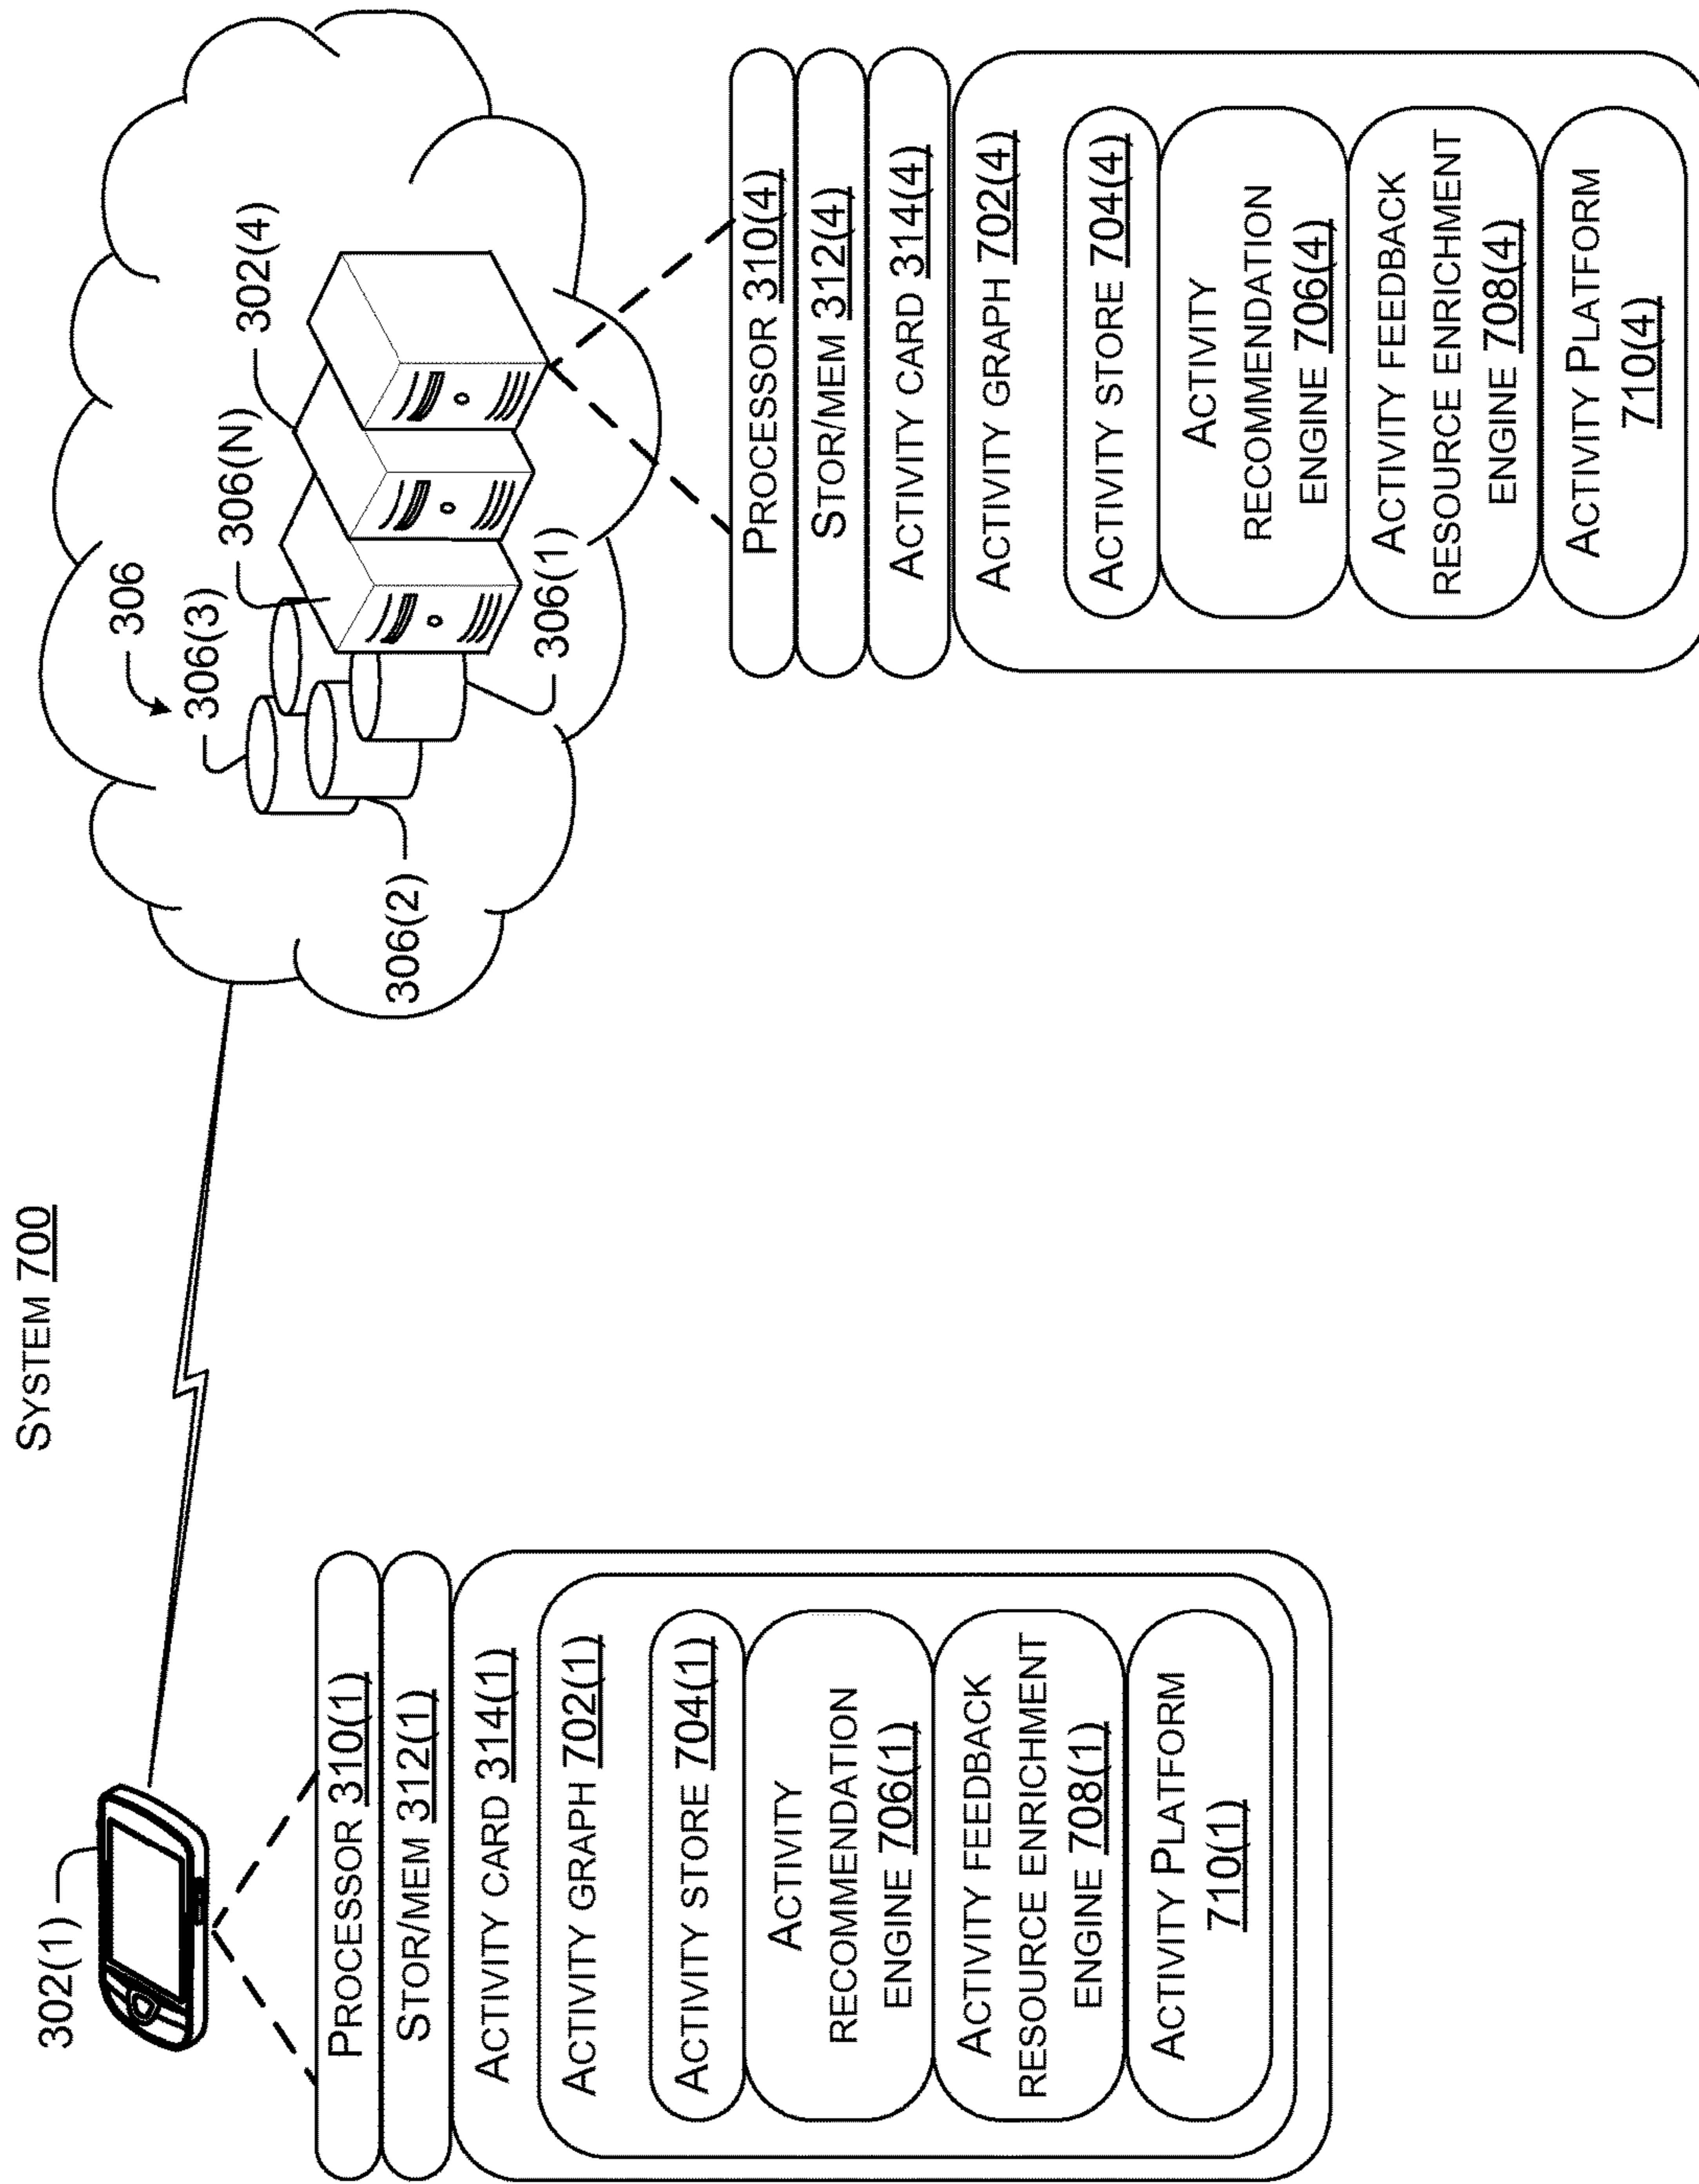 SYSTEM 700
302(1)
PROCESSOR 310(1)
STOR/MEM 312(1)
ACTIVITY CARD 314(1)
ACTIVITY GRAPH 702(1)
ACTIVITY STORE 704(1)
ACTIVITY
RECOMMENDATION
ENGINE 706(1)
ACTIVITY FEEDBACK
RESOURCE ENRICHMENT
ENGINE 708(1)
ACTIVITY PLATFORM
710(1)
306
306(3)
306(N)
302(4)
306(2)
306(1)
PROCESSOR 310(4)
STOR/MEM 312(4)
ACTIVITY CARD 314(4)
ACTIVITY GRAPH 702(4)
ACTIVITY STORE 704(4)
ACTIVITY
RECOMMENDATION
ENGINE 706(4)
ACTIVITY FEEDBACK
RESOURCE ENRICHMENT
ENGINE 708(4)
ACTIVITY PLATFORM
710(4)